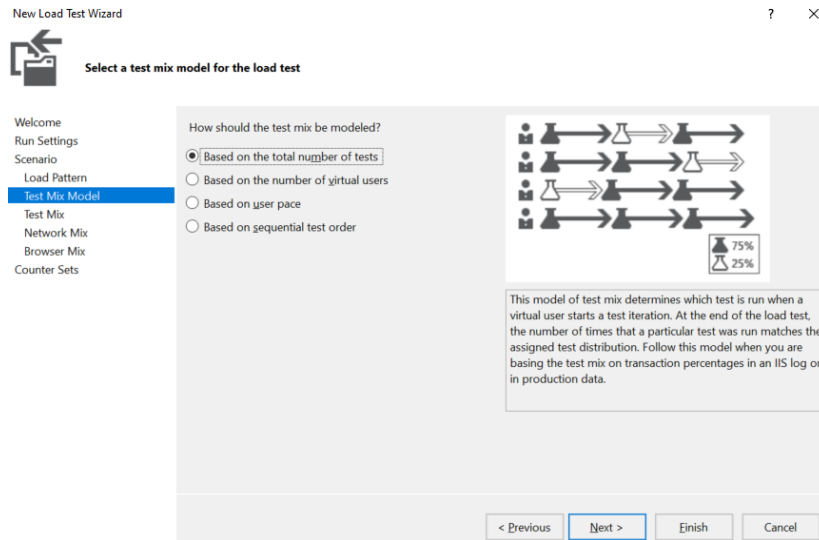 New Load Test Wizard
?
Select a test mix model for the load test
Welcome
Run Settings
Scenario
Load Pattern
Test Mix Model
Test Mix
Network Mix
Browser Mix
Counter Sets
How should the test mix be modeled?
Based on the total number of tests
Based on the number of virtual users
Based on user pace
Based on sequential test order
75%
25%
This model of test mix determines which test is run when a
virtual user starts a test iteration. At the end of the load test,
the number of times that a particular test was run matches the
assigned test distribution. Follow this model when you are
basing the test mix on transaction percentages in an IIS log or
in production data.
< Previous
Next >
Finish
Cancel